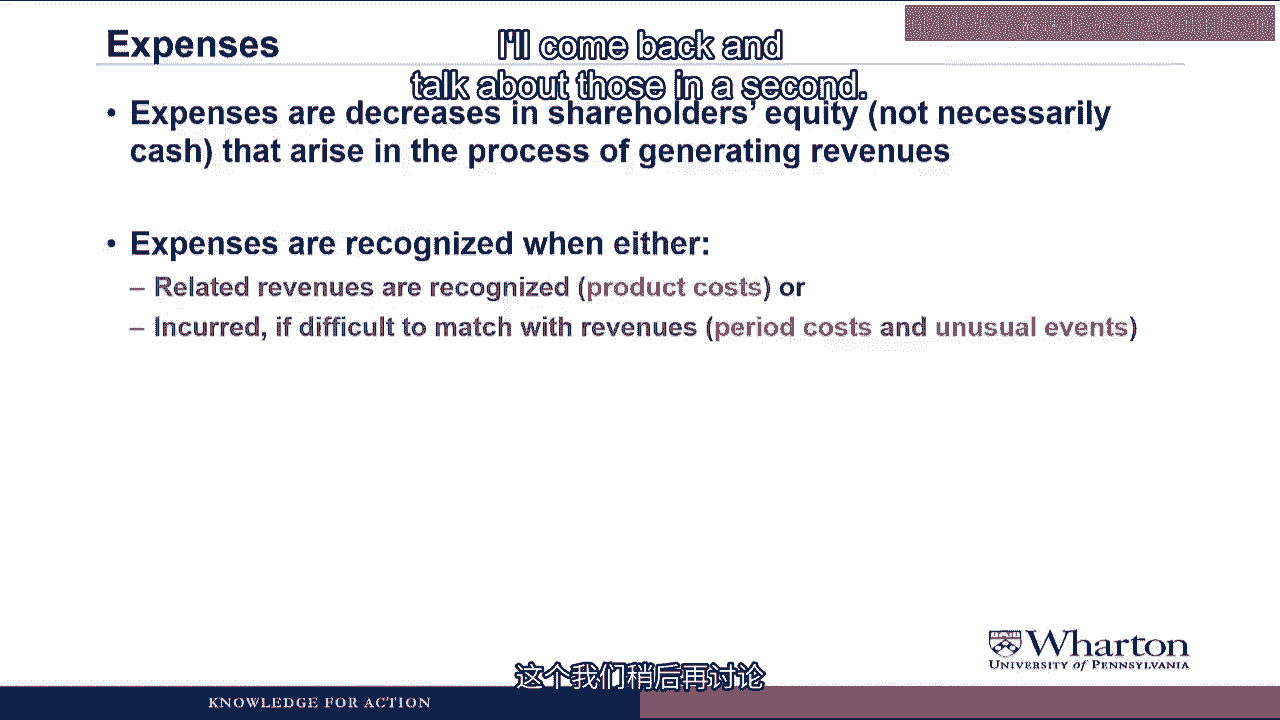 Expenses
I'll come back and
talk about those in a second.
• Expenses are decreases in shareholders' equity (not necessarily
cash) that arise in the process of generating revenues
• Expenses are recognized when either:
– Related revenues are recognized (product costs) or
– Incurred, if difficult to match with revenues (period costs and unusual events)
Wharton
UNIVERSITY of PENNSYLVANIA
这个我们稍后再讨论
KNOWLEDGE FOR ACTION